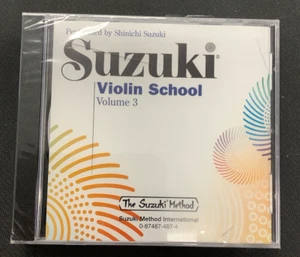 Performed by Shinichi Suzuki
Suzuki®
Violin School
Volume 3
The Suzuki Method®
Suzuki Method International
0-87487-487-4